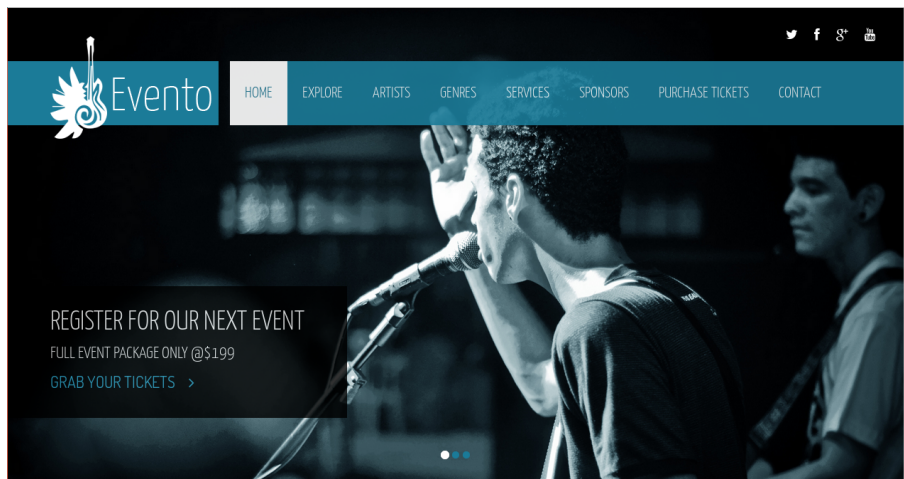 Evento
HOME EXPLORE ARTISTS GENRES SERVICES SPONSORS PURCHASE TICKETS CONTACT
REGISTER FOR OUR NEXT EVENT
FULL EVENT PACKAGE ONLY @$199
GRAB YOUR TICKETS